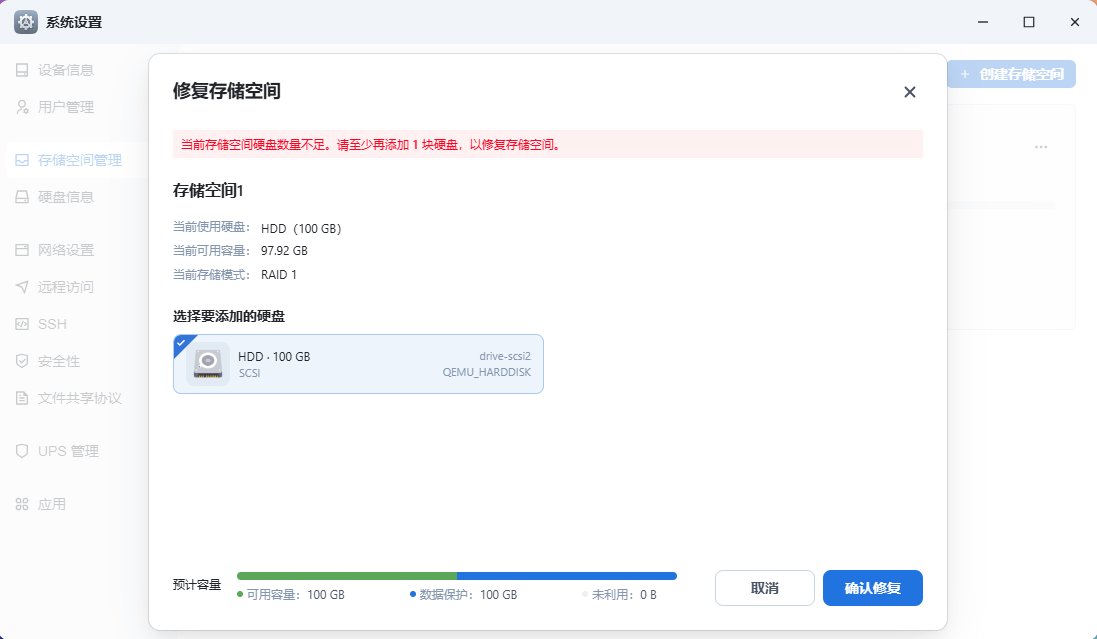 系统设置
设备信息
用户管理
存储空间管理
硬盘信息
网络设置
远程访问
SSH
安全性
文件共享协议
UPS 管理
应用
+ 创建存储空间
修复存储空间
当前存储空间硬盘数量不足。请至少再添加 1 块硬盘，以修复存储空间。
存储空间1
当前使用硬盘： HDD（100 GB）
当前可用容量： 97.92 GB
当前存储模式： RAID 1
选择要添加的硬盘
HDD · 100 GB drive-scsi2
SCSI QEMU_HARDDISK
预计容量
可用容量： 100 GB 数据保护： 100 GB 未利用： 0 B
取消 确认修复